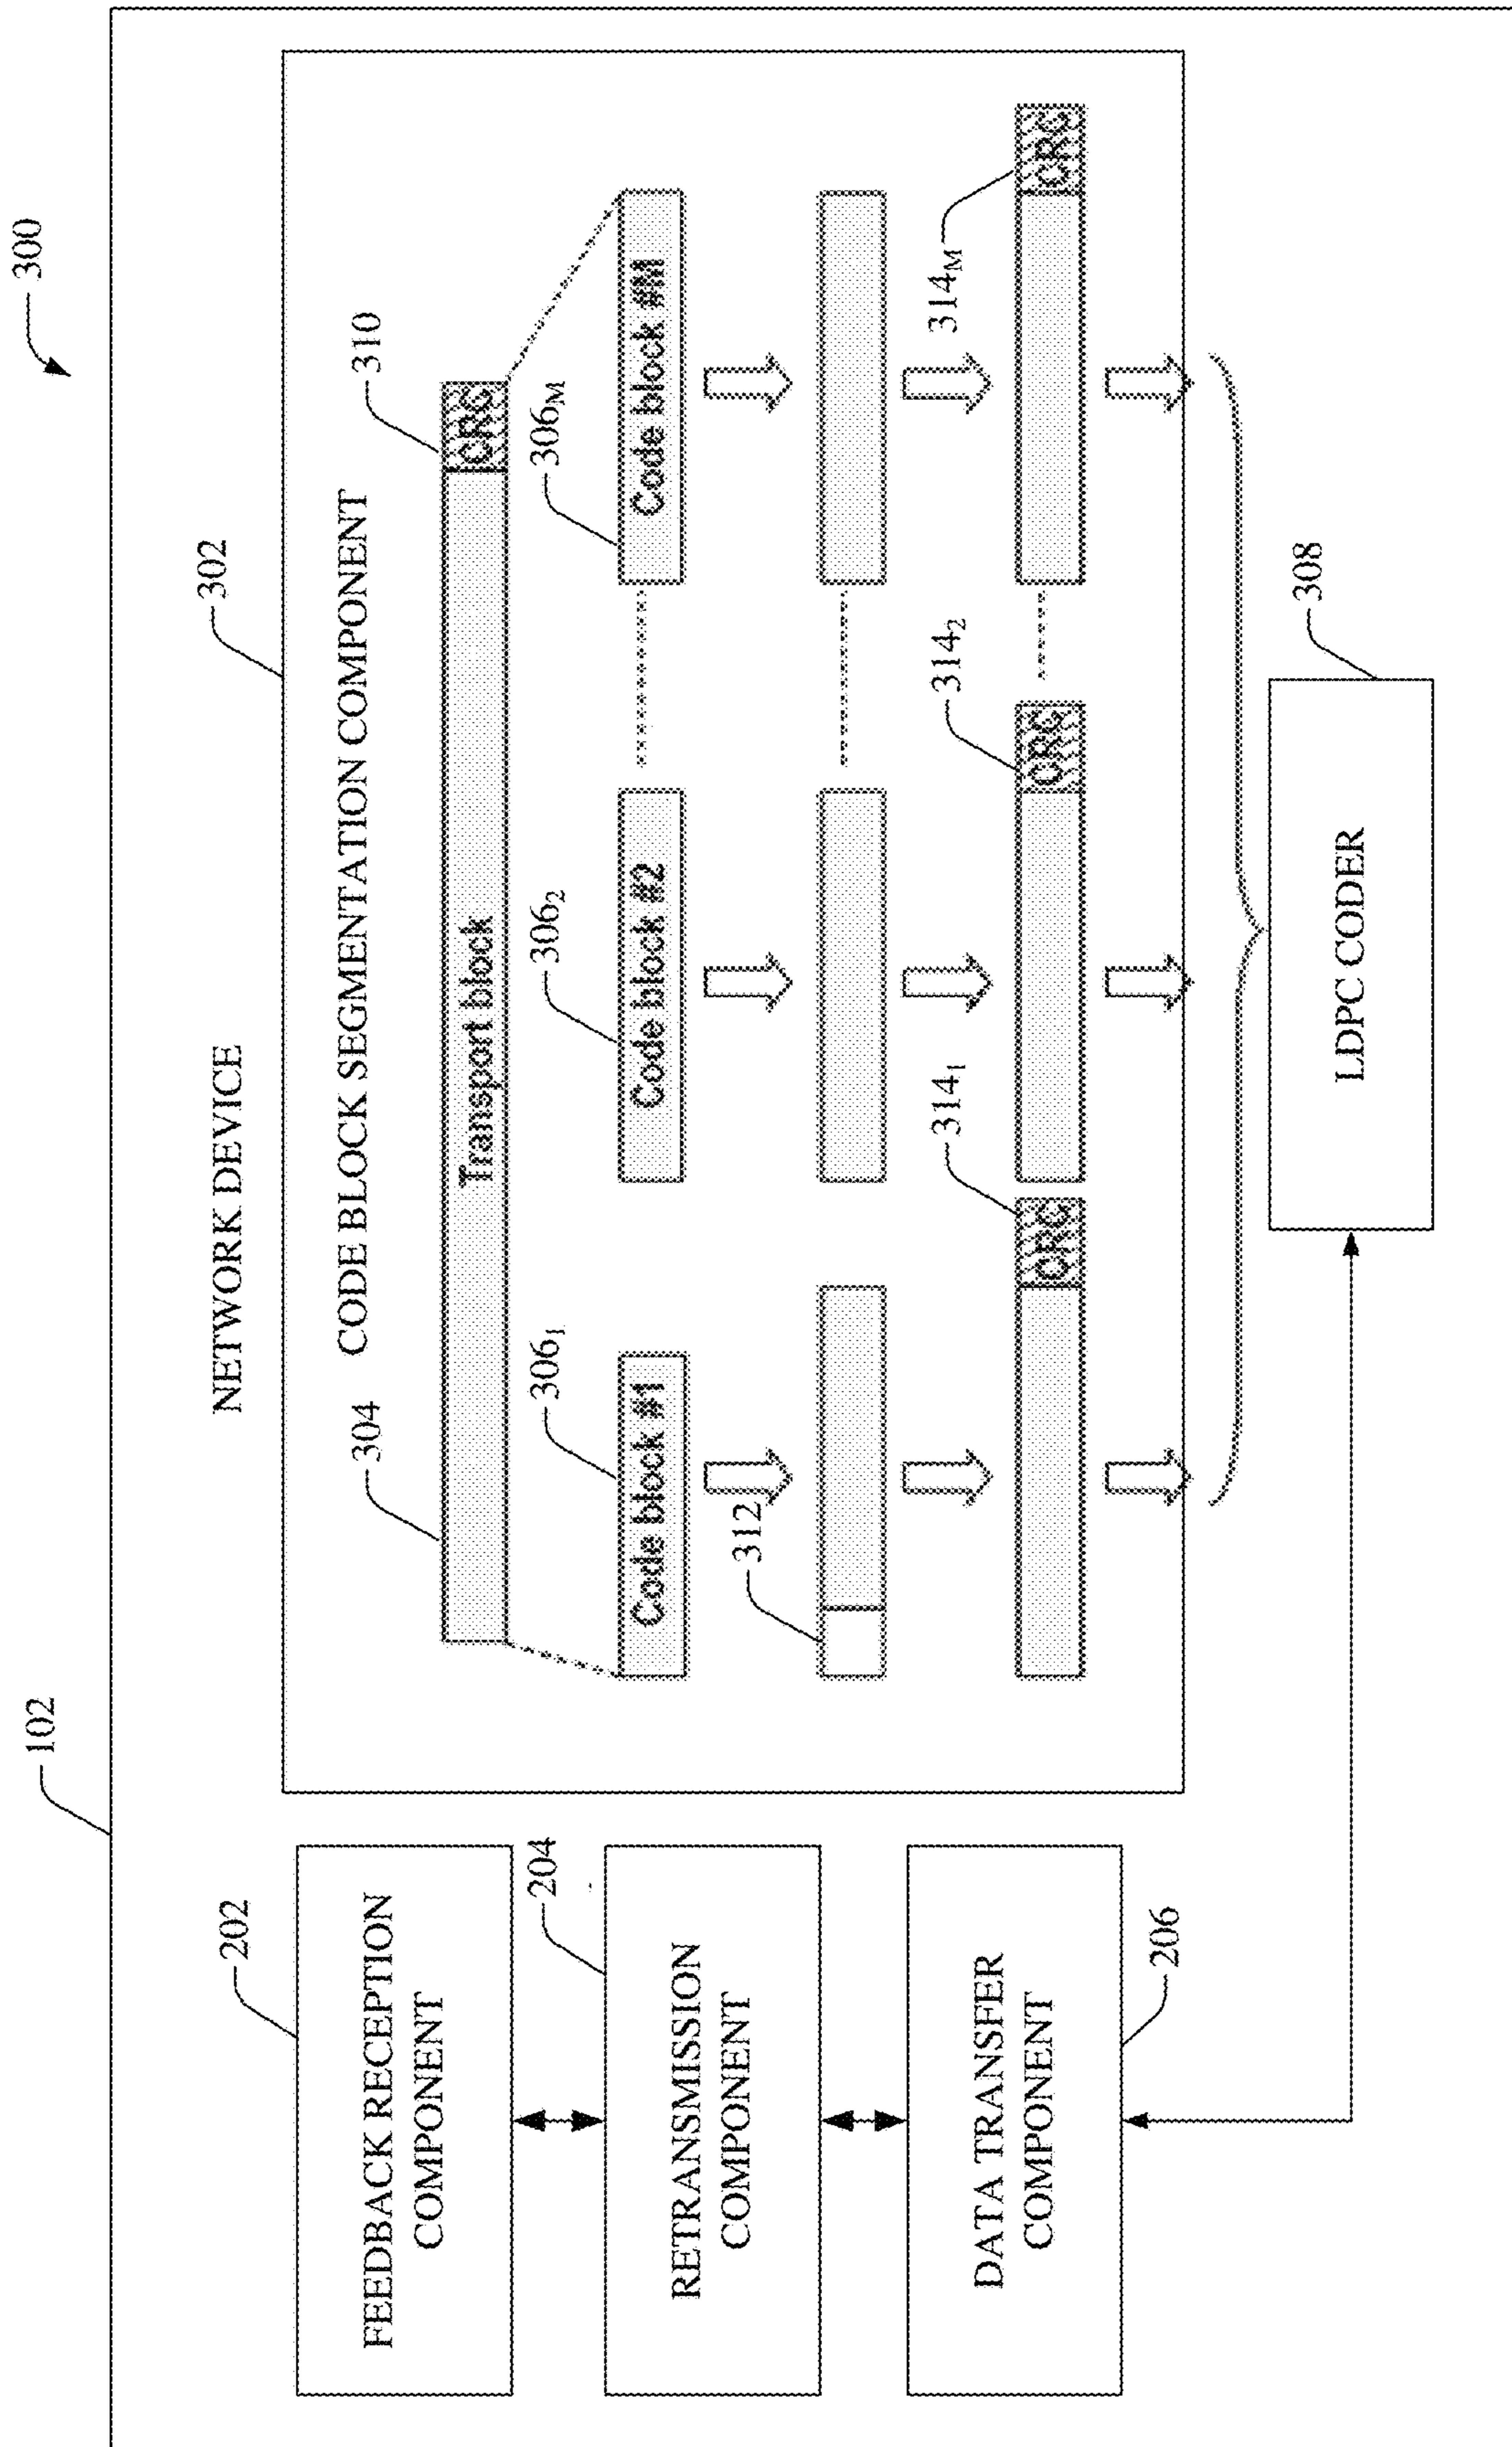 300
102
NETWORK DEVICE
302
202
FEEDBACK RECEPTION
COMPONENT
204
RETRANSMISSION
COMPONENT
DATA TRANSFER
COMPONENT
206
CODE BLOCK SEGMENTATION COMPONENT
304
310
Transport block
CRC
306₁
306₂
306M
Code block #1
Code block #2
Code block #M
312
314₁
314₂
314M
CRC
CRC
CRC
308
LDPC CODER